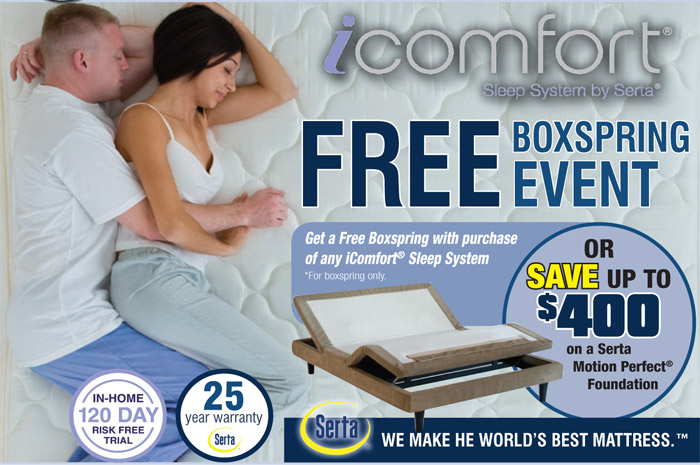 icomfort®
Sleep System by Serta®
FREE BOXSPRING
EVENT
Get a Free Boxspring with purchase
of any iComfort® Sleep System
*For boxspring only.
OR
SAVE UP TO
$400
on a Serta
Motion Perfect®
Foundation
IN-HOME
120 DAY
RISK FREE
TRIAL
25
year warranty
Serta
Serta
WE MAKE HE WORLD'S BEST MATTRESS.™